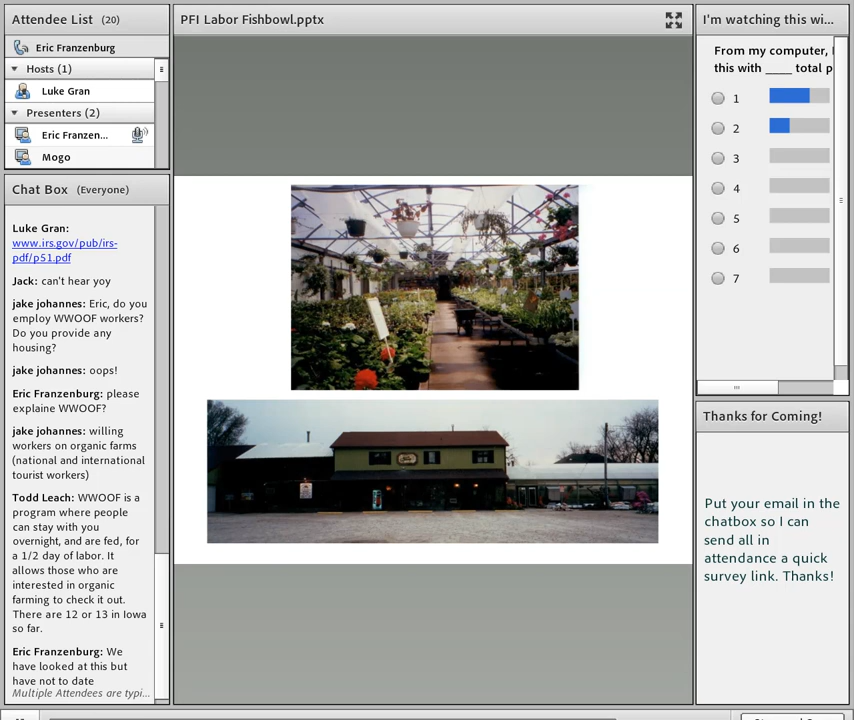 Attendee List (20)
Eric Franzenburg
Hosts (1)
Luke Gran
Presenters (2)
Eric Franzen...
Mogo
Chat Box (Everyone)
Luke Gran:
www.irs.gov/pub/irs-
pdf/p51.pdf
Jack: can't hear yoy
jake johannes: Eric, do you
employ WWOOF workers?
Do you provide any
housing?
jake johannes: oops!
Eric Franzenburg: please
explaine WWOOF?
jake johannes: willing
workers on organic farms
(national and international
tourist workers)
Todd Leach: WWOOF is a
program where people
can stay with you
overnight, and are fed, for
a 1/2 day of labor. It
allows those who are
interested in organic
farming to check it out.
There are 12 or 13 in Iowa
so far.
Eric Franzenburg: We
have looked at this but
have not to date
Multiple Attendees are typi...
PFI Labor Fishbowl.pptx
I'm watching this wi...
From my computer,
this with ____ total p
1
2
3
4
5
6
7
Thanks for Coming!
Put your email in the
chatbox so I can
send all in
attendance a quick
survey link. Thanks!